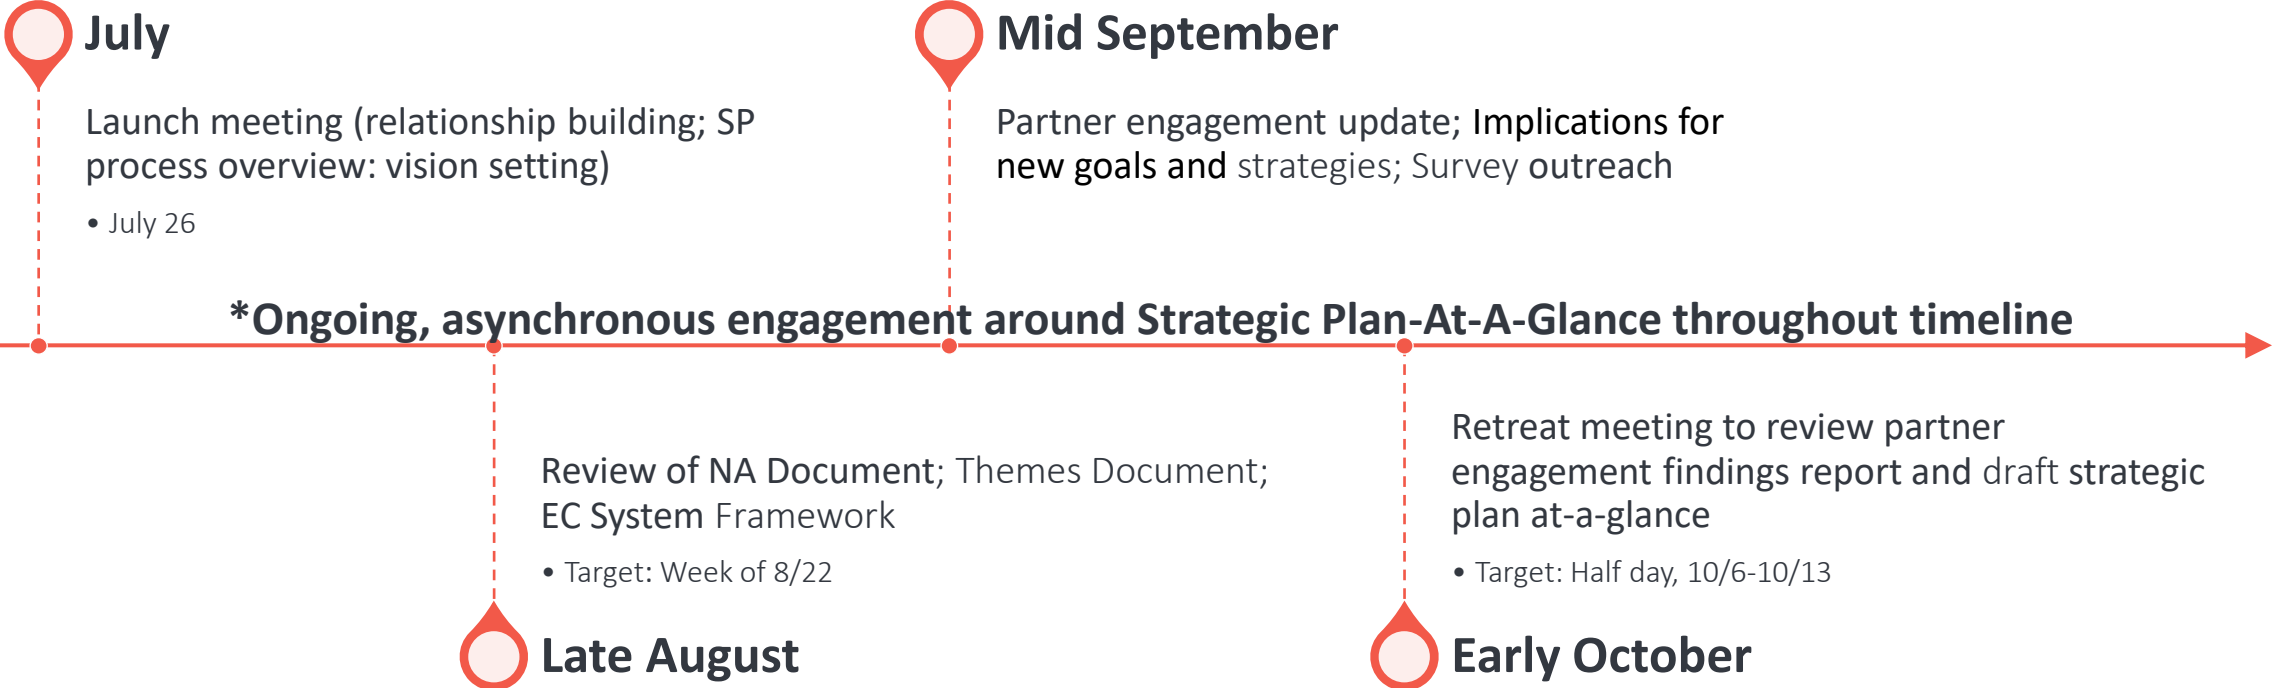 July
Launch meeting (relationship building; SP
process overview: vision setting)
• July 26
Mid September
Partner engagement update; Implications for
new goals and strategies; Survey outreach
*Ongoing, asynchronous engagement around Strategic Plan-At-A-Glance throughout timeline
Review of NA Document; Themes Document;
EC System Framework
• Target: Week of 8/22
Late August
Retreat meeting to review partner
engagement findings report and draft strategic
plan at-a-glance
• Target: Half day, 10/6-10/13
Early October